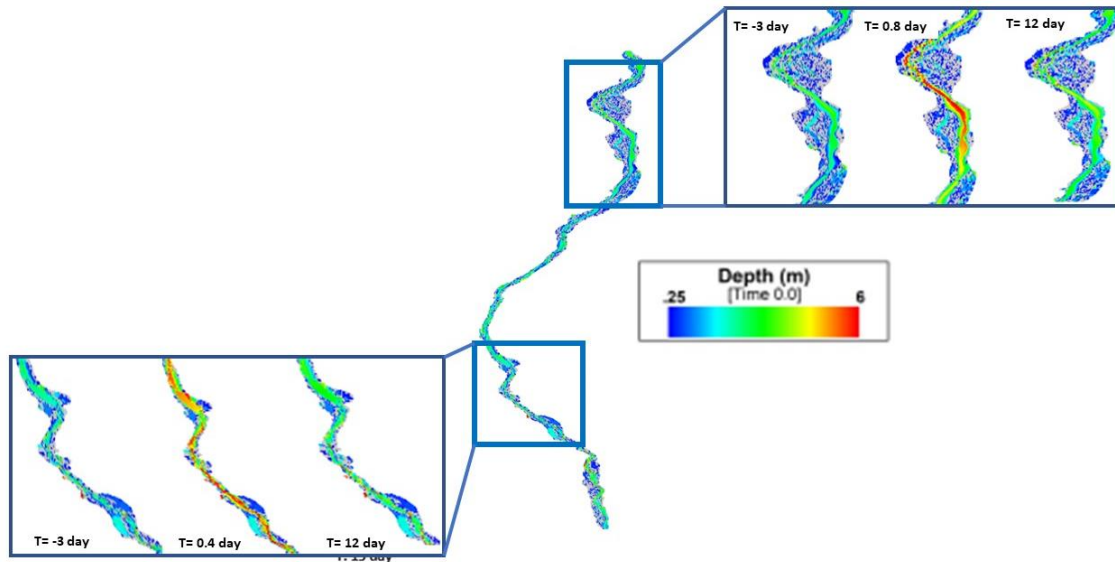 T= -3 day
T= 0.8 day
T= 12 day
Depth (m)
[Time 0.0]
.25
6
T= -3 day
T= 0.4 day
T= 12 day